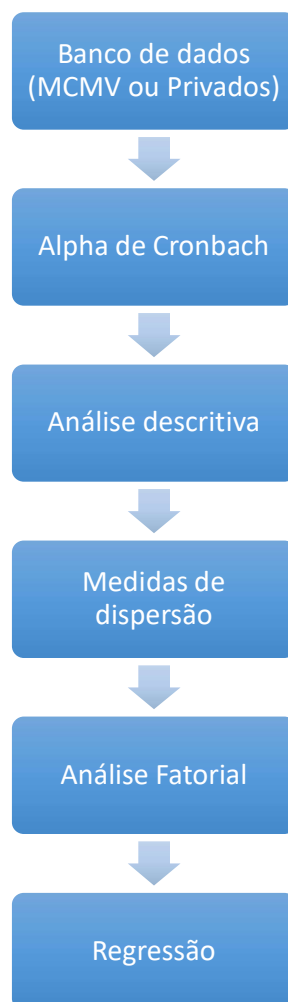 Banco de dados
(MCMV ou Privados)
Alpha de Cronbach
Análise descritiva
Medidas de
dispersão
Análise Fatorial
Regressão